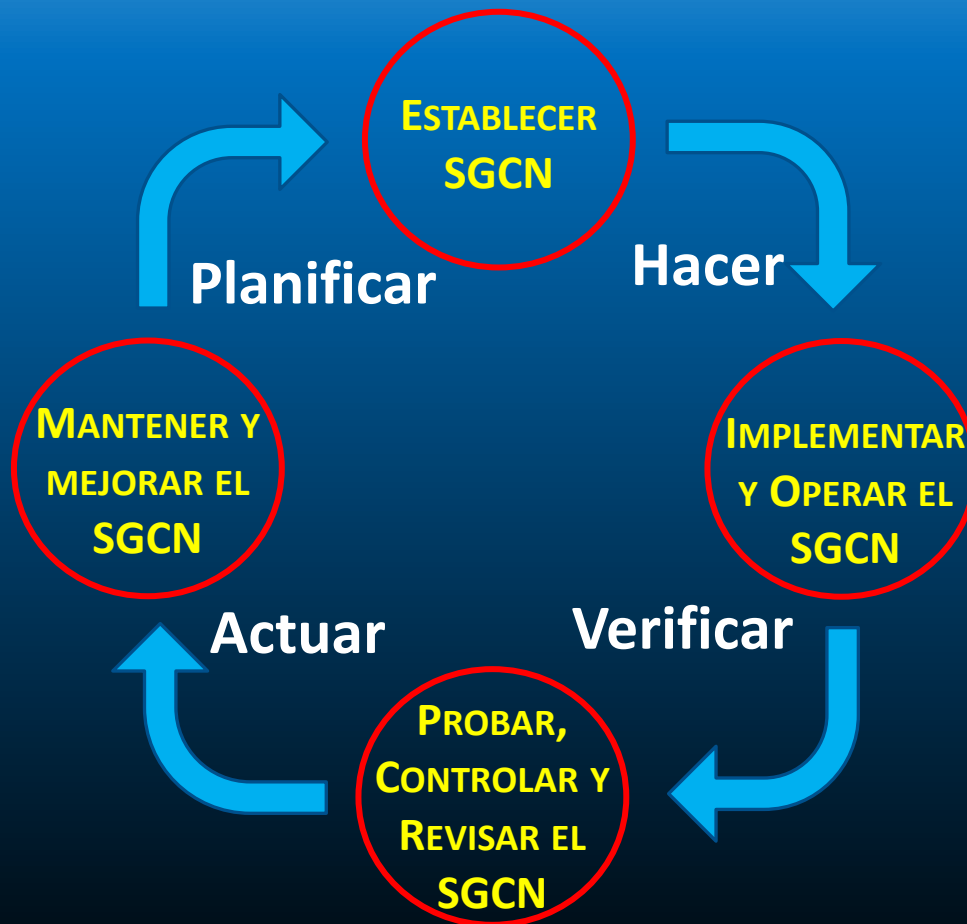 ESTABLECER
SGCN
Planificar
Hacer
MANTENER Y
MEJORAR EL
SGCN
IMPLEMENTAR
Y OPERAR EL
SGCN
Actuar
Verificar
PROBAR,
CONTROLAR Y
REVISAR EL
SGCN